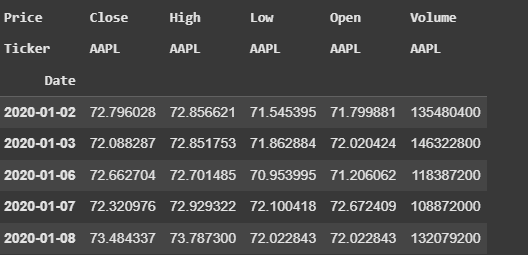 Price Close High Low Open Volume
Ticker AAPL AAPL AAPL AAPL AAPL
Date
2020-01-02 72.796028 72.856621 71.545395 71.799881 135480400
2020-01-03 72.088287 72.851753 71.862884 72.020424 146322800
2020-01-06 72.662704 72.701485 70.953995 71.206062 118387200
2020-01-07 72.320976 72.929322 72.100418 72.672409 108872000
2020-01-08 73.484337 73.787300 72.022843 72.022843 132079200